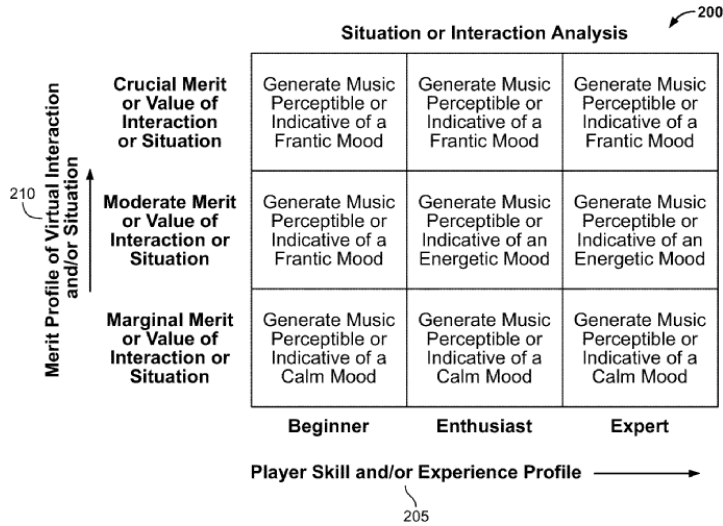 200
Situation or Interaction Analysis
Crucial Merit
or Value of
Interaction
or Situation
Generate Music
Perceptible or
Indicative of a
Frantic Mood
Generate Music
Perceptible or
Indicative of a
Frantic Mood
Generate Music
Perceptible or
Indicative of a
Frantic Mood
210
Merit Profile of Virtual Interaction
and/or Situation
Moderate Merit
or Value of
Interaction or
Situation
Generate Music
Perceptible or
Indicative of a
Frantic Mood
Generate Music
Perceptible or
Indicative of an
Energetic Mood
Generate Music
Perceptible or
Indicative of an
Energetic Mood
Marginal Merit
or Value of
Interaction or
Situation
Generate Music
Perceptible or
Indicative of a
Calm Mood
Generate Music
Perceptible or
Indicative of a
Calm Mood
Generate Music
Perceptible or
Indicative of a
Calm Mood
Beginner
Enthusiast
Expert
Player Skill and/or Experience Profile
205